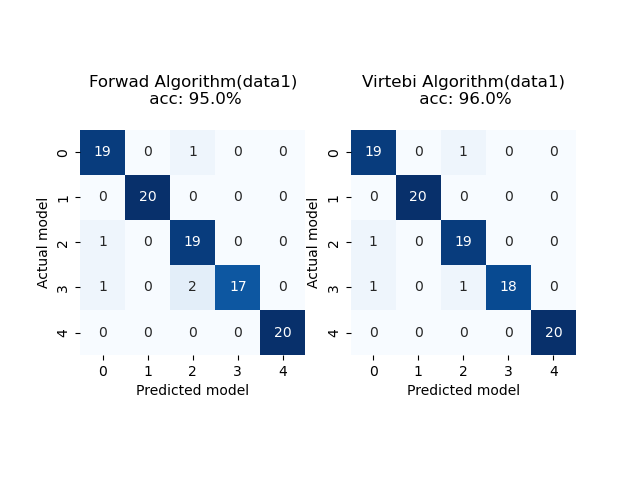 Forwad Algorithm(data1)
acc: 95.0%
Actual model
0 19 0 1 0 0
1 0 20 0 0 0
2 1 0 19 0 0
3 1 0 2 17 0
4 0 0 0 0 20
0 1 2 3 4
Predicted model
Virtebi Algorithm(data1)
acc: 96.0%
Actual model
0 19 0 1 0 0
1 0 20 0 0 0
2 1 0 19 0 0
3 1 0 1 18 0
4 0 0 0 0 20
0 1 2 3 4
Predicted model